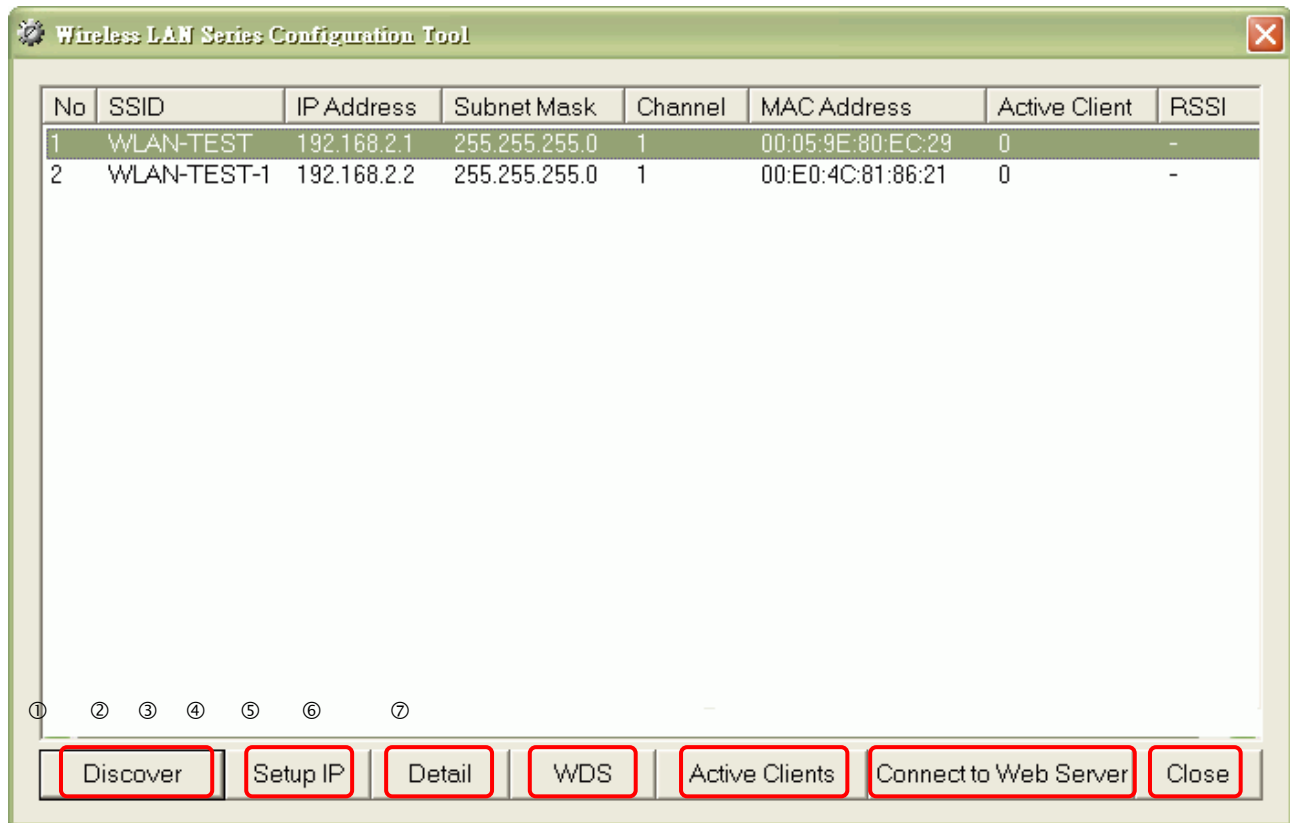 Wireless LAN Series Configuration Tool
No SSID IP Address Subnet Mask Channel MAC Address Active Client RSSI
1 WLAN-TEST 192.168.2.1 255.255.255.0 1 00:05:9E:80:EC:29 0 -
2 WLAN-TEST-1 192.168.2.2 255.255.255.0 1 00:E0:4C:81:86:21 0 -
① ② ③ ④ ⑤ ⑥ ⑦
Discover Setup IP Detail WDS Active Clients Connect to Web Server Close